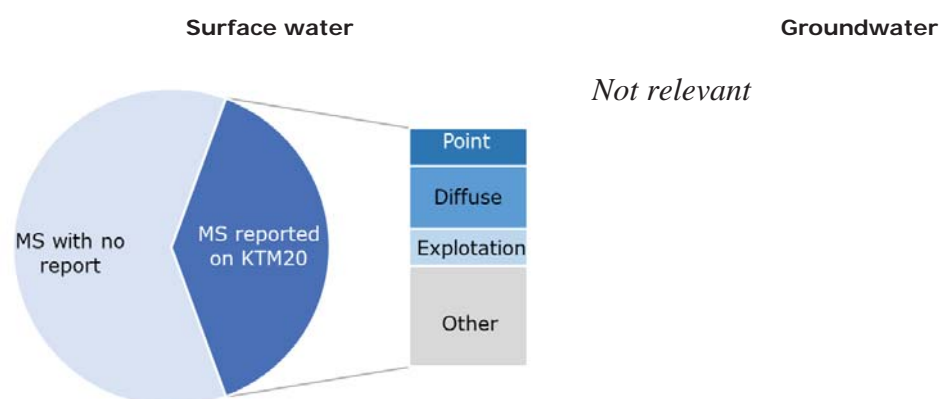 Surface water
Groundwater
Not relevant
MS with no
report
MS reported
on KTM20
Point
Diffuse
Explotation
Other